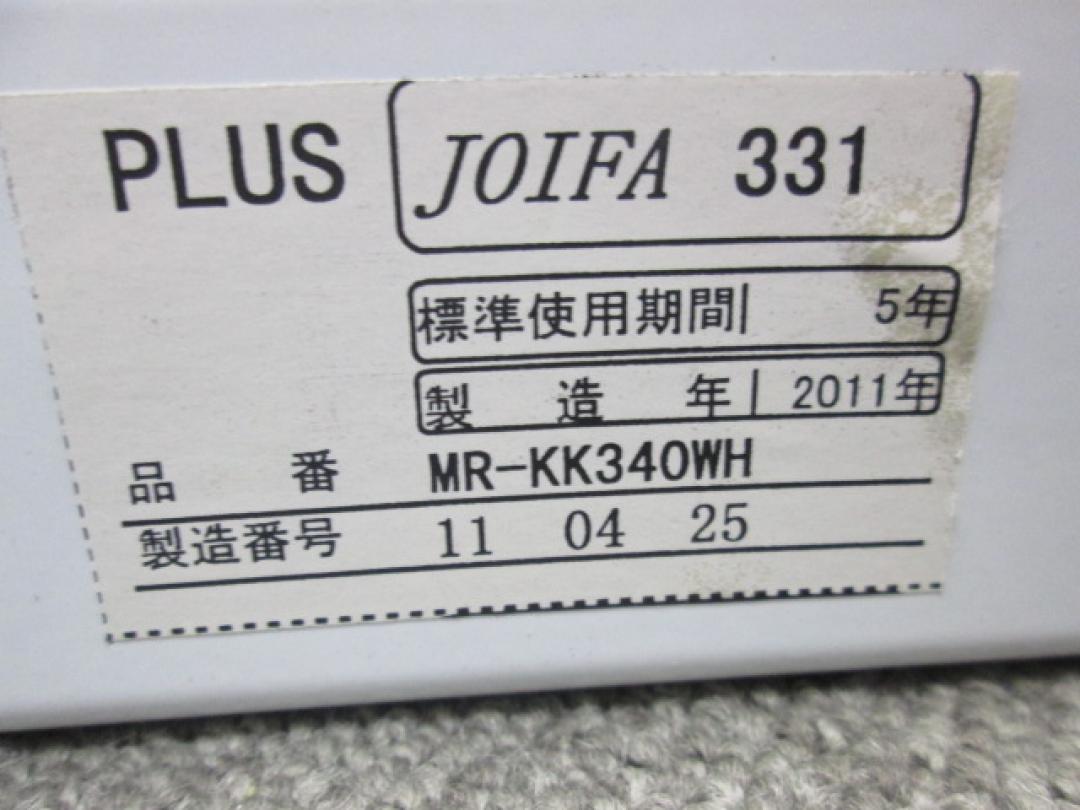 PLUS JOIFA 331
標準使用期間 5年
製造年 2011年
品番 MR-KK340WH
製造番号 11 04 25